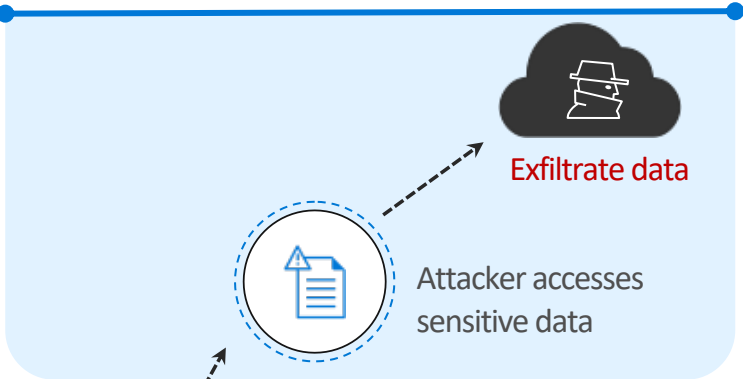 Exfiltrate data
Attacker accesses
sensitive data